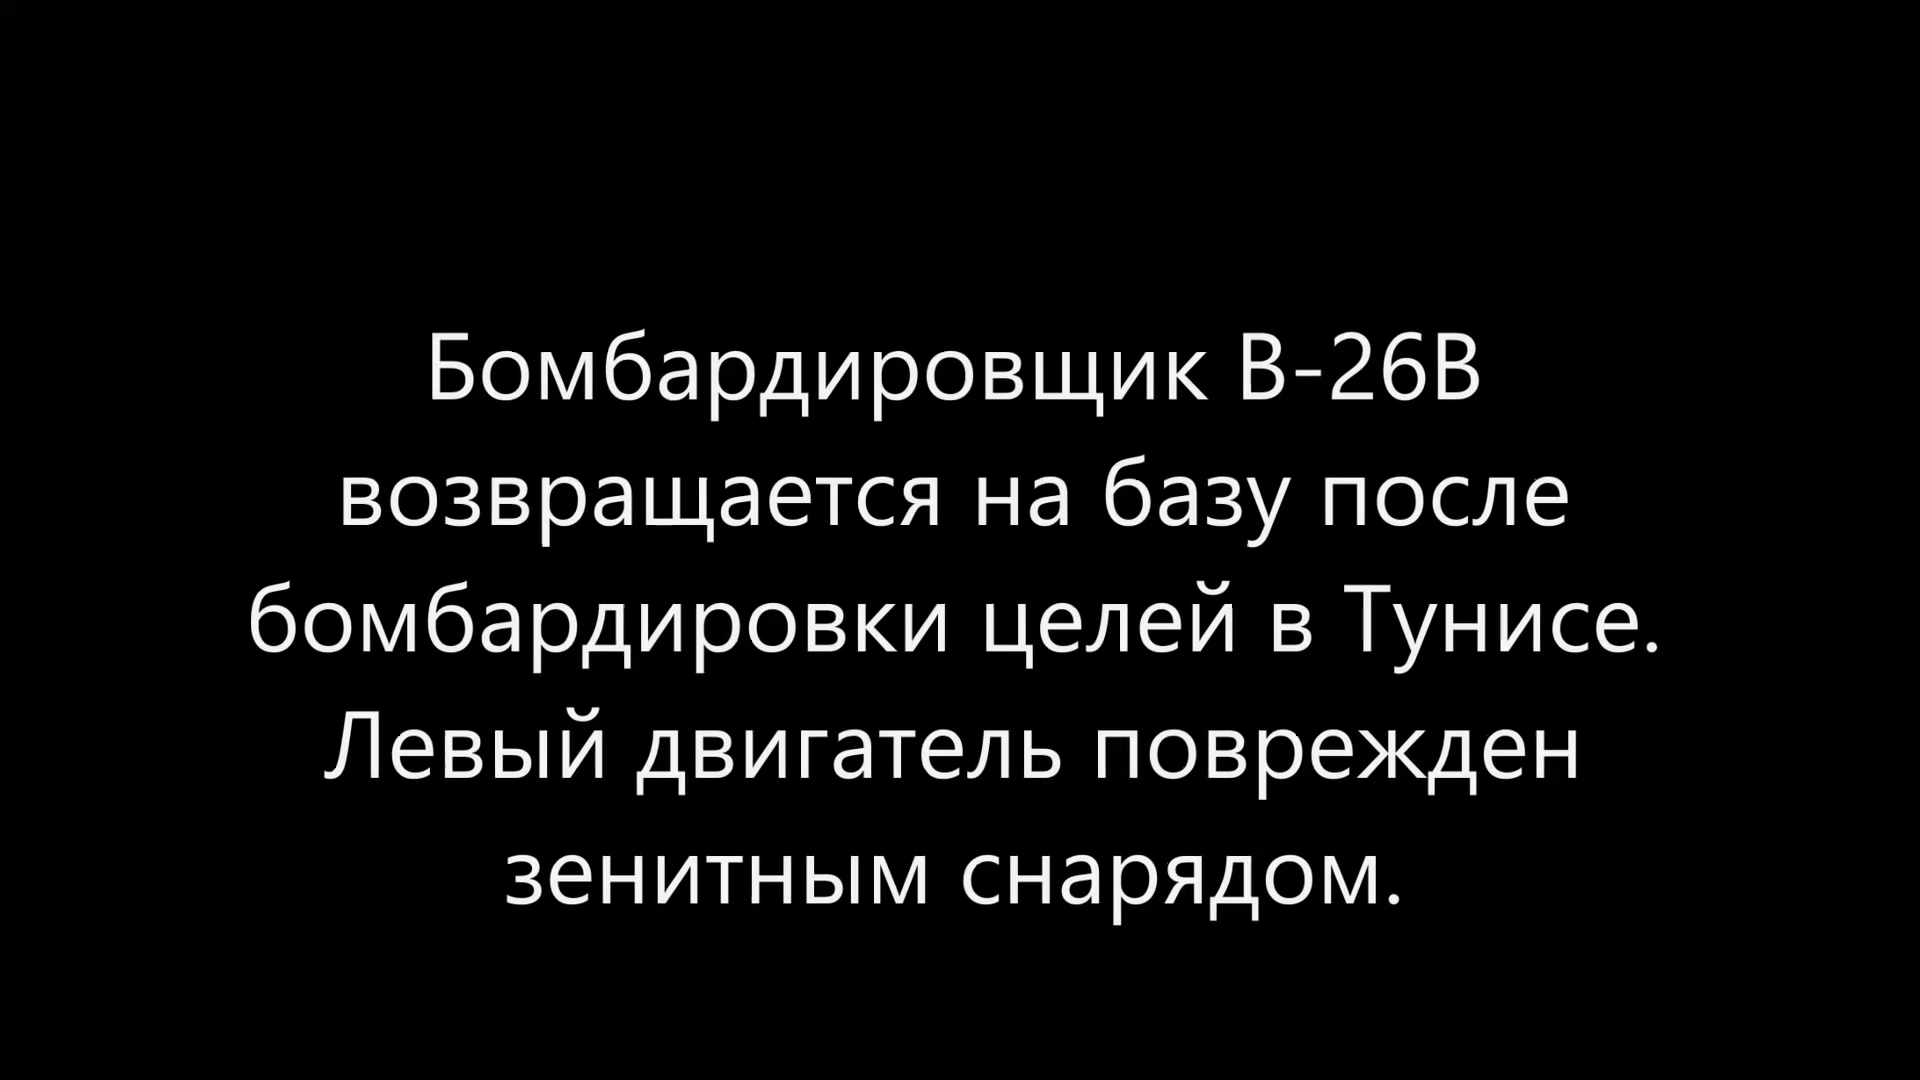 Бомбардировщик B-26B
возвращается на базу после
бомбардировки целей в Тунисе.
Левый двигатель поврежден
зенитным снарядом.